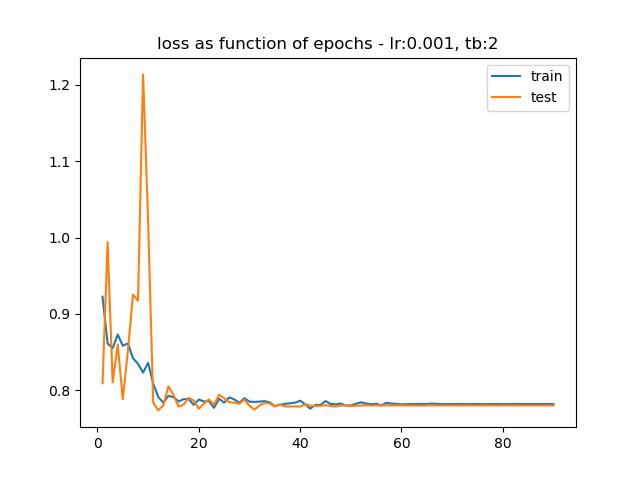 loss as function of epochs - lr:0.001, tb:2
train
test
1.2
1.1
1.0
0.9
0.8
0 20 40 60 80